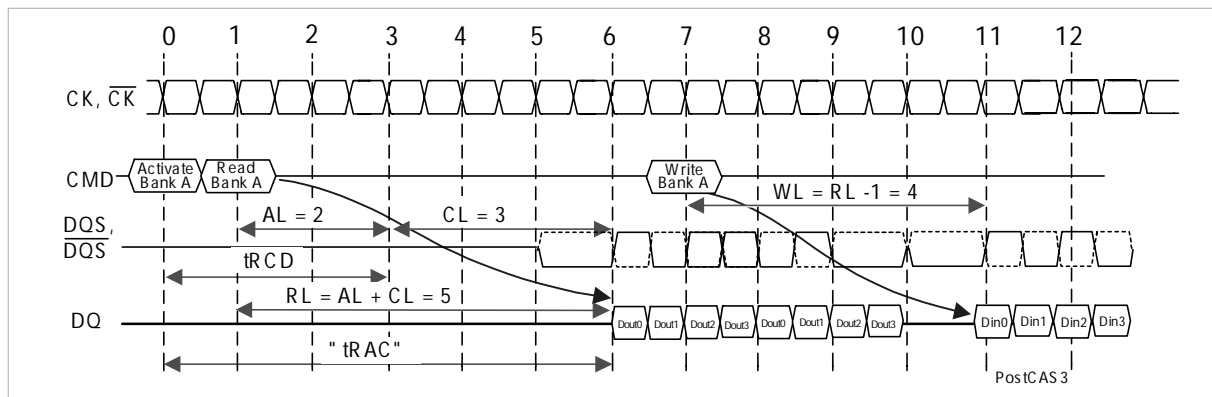 0 1 2 3 4 5 6 7 8 9 10 11 12
CK, CK
CMD
Activate
Bank A
Read
Bank A
Write
Bank A
WL = RL -1 = 4
AL = 2
CL = 3
DQS,
DQS
tRCD
RL = AL + CL = 5
DQ
Dout0 Dout1 Dout2 Dout3 Dout0 Dout1 Dout2 Dout3
Din0 Din1 Din2 Din3
"tRAC"
PostCAS3